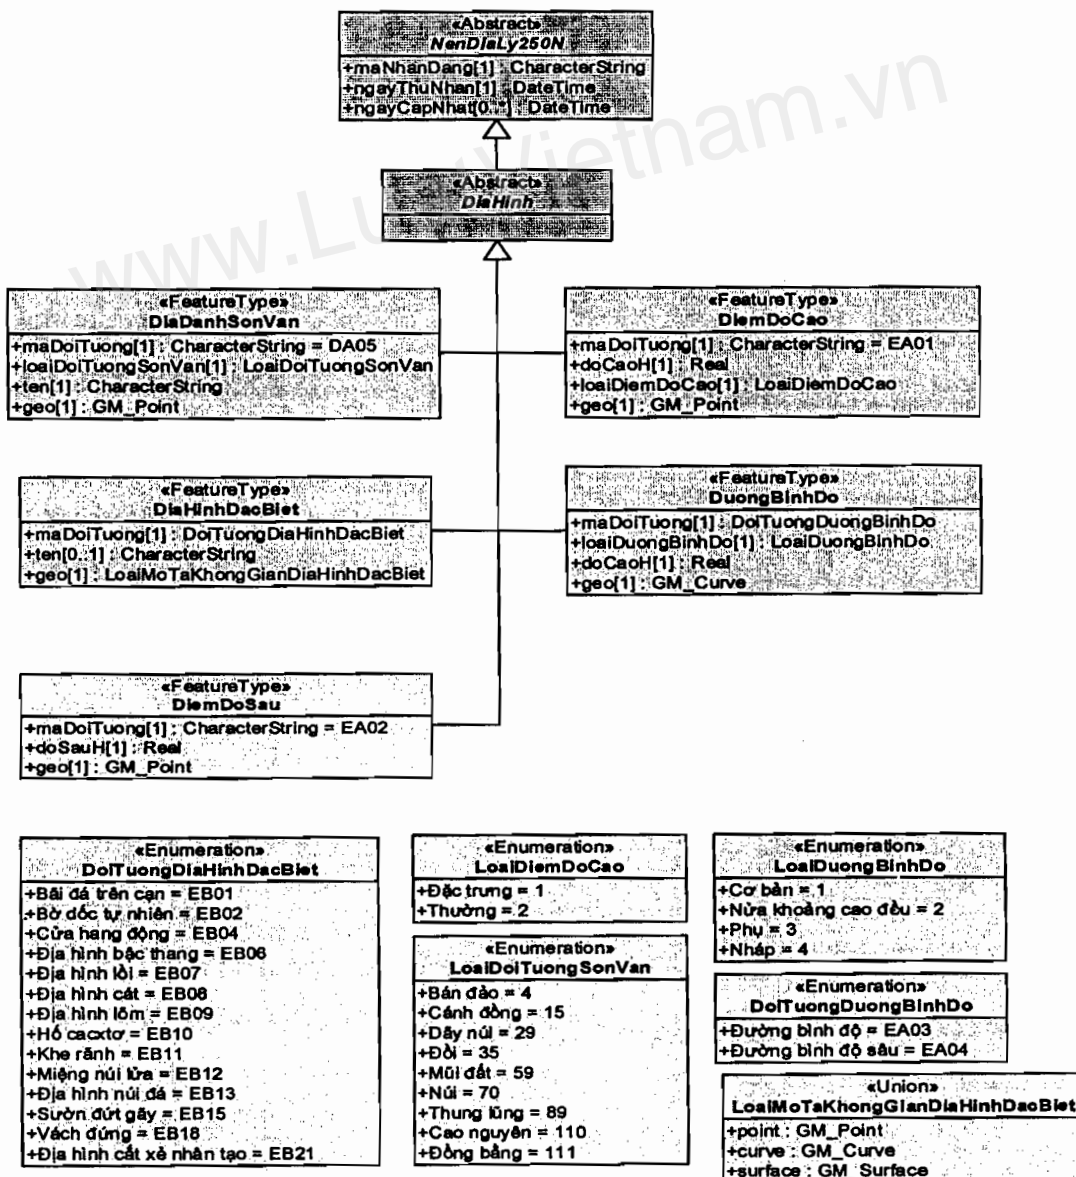 «Abstract»
NenDiaLy250N
+maNhanDang[1] : CharacterString
+ngayThuNhan[1] : DateTime
+ngayCapNhat[0..*] : DateTime
«Abstract»
DiaHinh
www.LuatVietnam.vn
«FeatureType»
DiaDanhSonVan
+maDoiTuong[1] : CharacterString = DA05
+loaiDoiTuongSonVan[1] : LoaiDoiTuongSonVan
+ten[1] : CharacterString
+geo[1] : GM_Point
«FeatureType»
DiemDoCao
+maDoiTuong[1] : CharacterString = EA01
+doCaoH[1] : Real
+loaiDiemDoCao[1] : LoaiDiemDoCao
+geo[1] : GM_Point
«FeatureType»
DiaHinhDacBiet
+maDoiTuong[1] : DoiTuongDiaHinhDacBiet
+ten[0..1] : CharacterString
+geo[1] : LoaiMoTaKhongGianDiaHinhDacBiet
«FeatureType»
DuongBinhDo
+maDoiTuong[1] : DoiTuongDuongBinhDo
+loaiDuongBinhDo[1] : LoaiDuongBinhDo
+doCaoH[1] : Real
+geo[1] : GM_Curve
«FeatureType»
DiemDoSau
+maDoiTuong[1] : CharacterString = EA02
+doSauH[1] : Real
+geo[1] : GM_Point
«Enumeration»
DoiTuongDiaHinhDacBiet
+Bãi đá trên cạn = EB01
+Bờ dốc tự nhiên = EB02
+Cửa hang động = EB04
+Địa hình bậc thang = EB06
+Địa hình lồi = EB07
+Địa hình cát = EB08
+Địa hình lõm = EB09
+Hố cacxtơ = EB10
+Khe rãnh = EB11
+Miệng núi lửa = EB12
+Địa hình núi đá = EB13
+Sườn đứt gãy = EB15
+Vách đứng = EB18
+Địa hình cắt xẻ nhân tạo = EB21
«Enumeration»
LoaiDiemDoCao
+Đặc trưng = 1
+Thường = 2
«Enumeration»
LoaiDoiTuongSonVan
+Bán đảo = 4
+Cánh đồng = 15
+Dãy núi = 29
+Đồi = 35
+Mũi đất = 59
+Núi = 70
+Thung lũng = 89
+Cao nguyên = 110
+Đồng bằng = 111
«Enumeration»
LoaiDuongBinhDo
+Cơ bản = 1
+Nửa khoảng cao đều = 2
+Phụ = 3
+Nháp = 4
«Enumeration»
DoiTuongDuongBinhDo
+Đường bình độ = EA03
+Đường bình độ sâu = EA04
«Union»
LoaiMoTaKhongGianDiaHinhDacBiet
+point : GM_Point
+curve : GM_Curve
+surface : GM_Surface